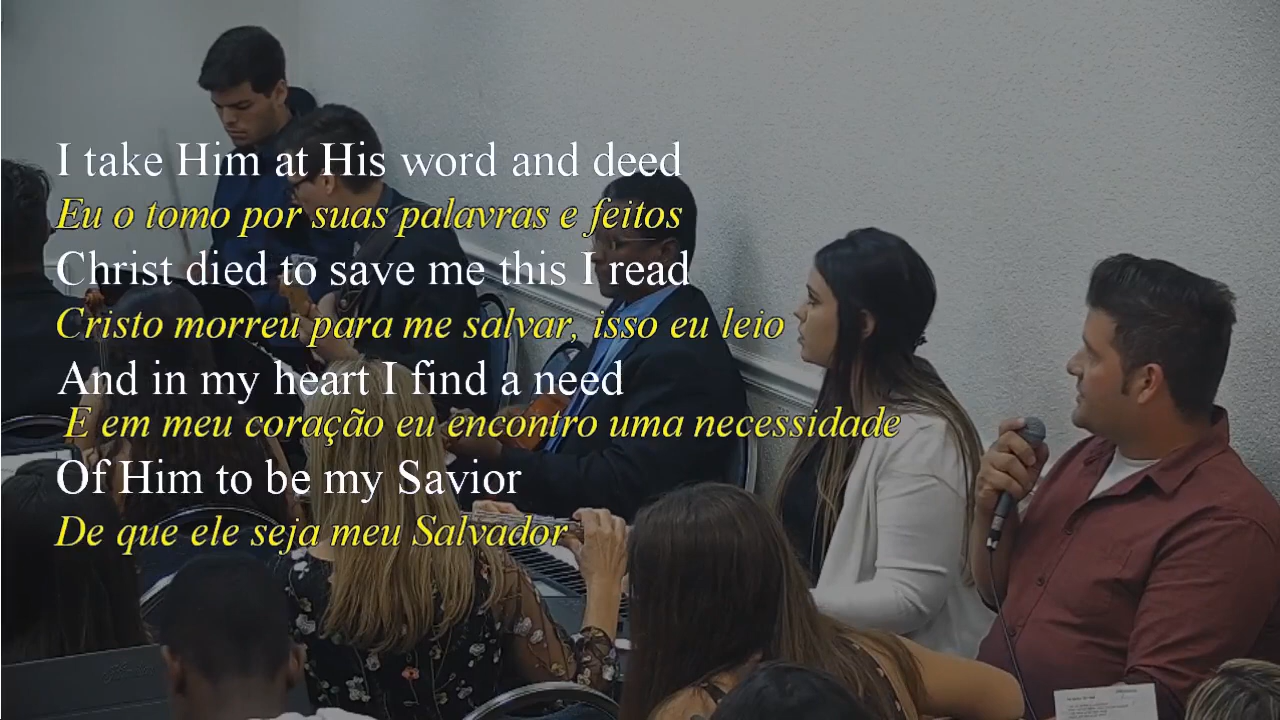 I take Him at His word and deed
Eu o tomo por suas palavras e feitos
Christ died to save me this I read
Cristo morreu para me salvar, isso eu leio
And in my heart I find a need
E em meu coração eu encontro uma necessidade
Of Him to be my Savior
De que ele seja meu Salvador